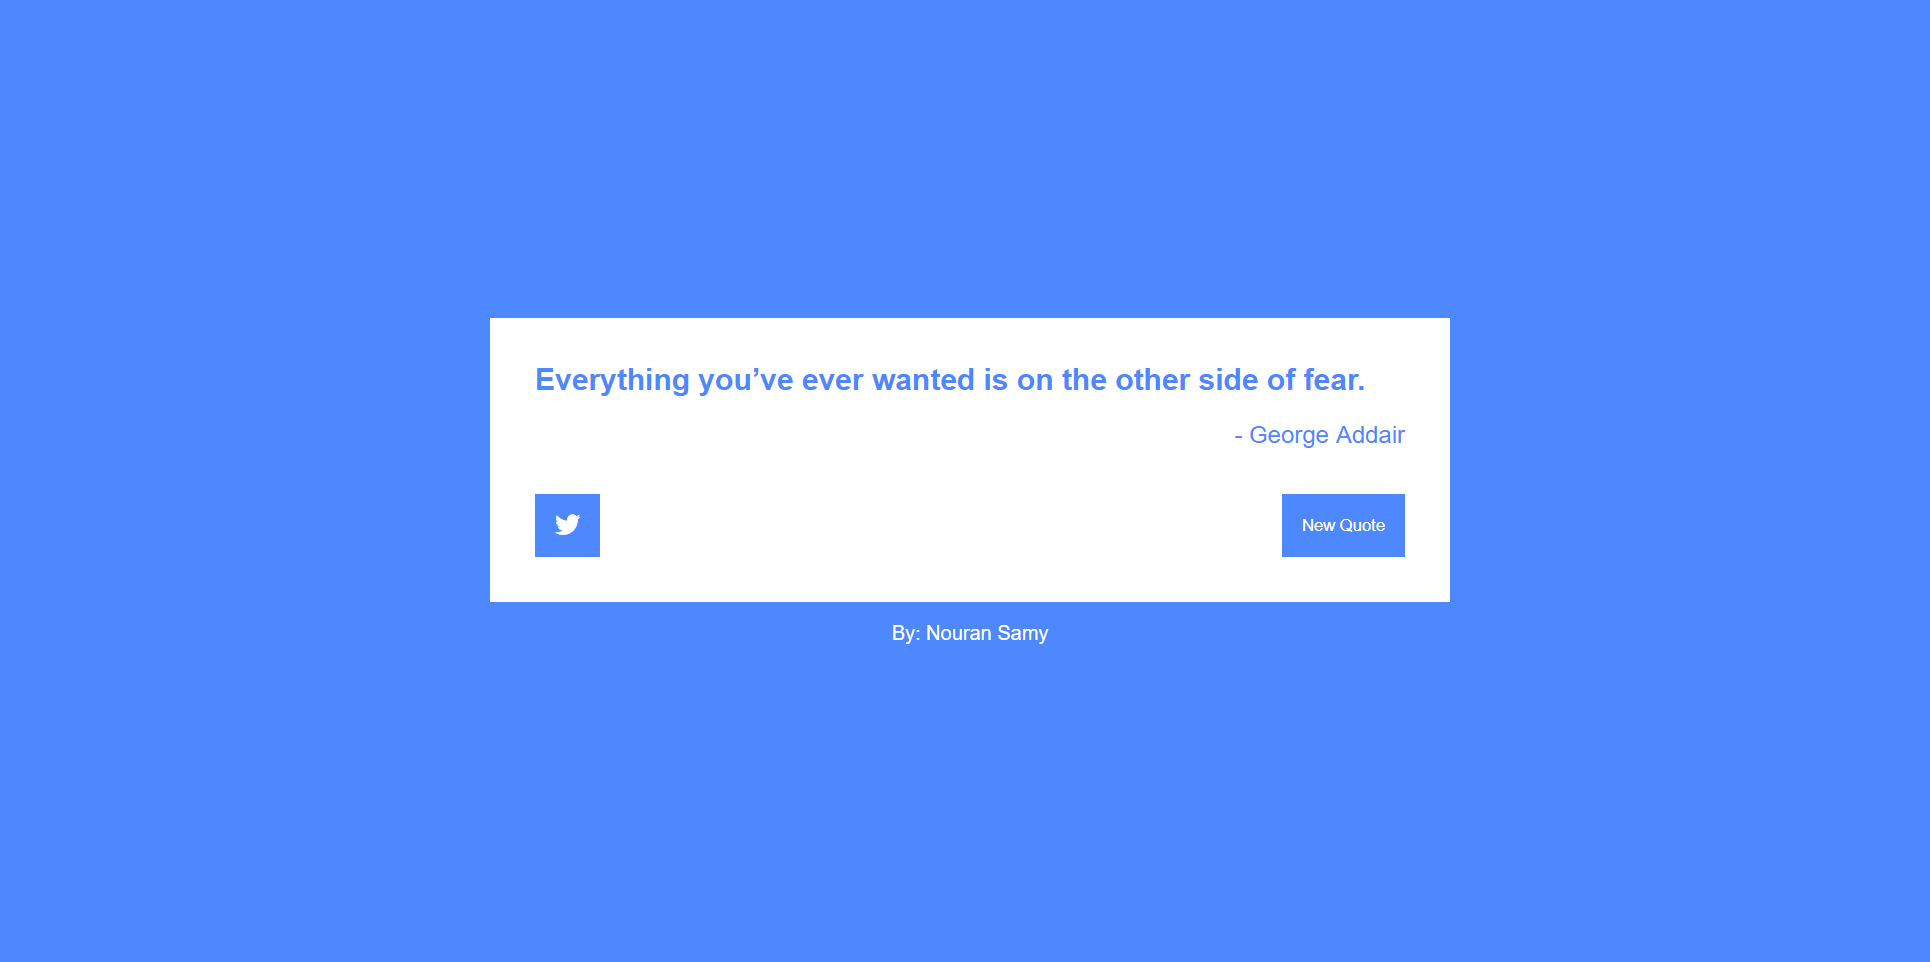 Everything you’ve ever wanted is on the other side of fear.
- George Addair
New Quote
By: Nouran Samy